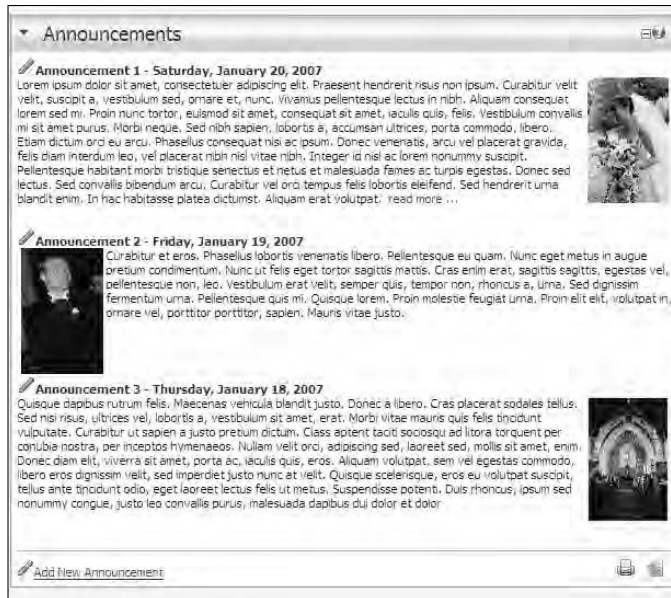 Announcements
Announcement 1 - Saturday, January 20, 2007
Lorem ipsum dolor sit amet, consectetuer adipiscing elit. Praesent hendrerit risus non ipsum. Curabitur velit
velit, suscipit a, vestibulum sed, ornare et, nunc. Vivamus pellentesque lectus in nibh. Aliquam consequat
lorem sed mi. Proin nunc tortor, euismod sit amet, consequat sit amet, iaculis quis, felis. Vestibulum convallis
mi sit amet purus. Morbi neque. Sed nibh sapien, lobortis a, accumsan ultrices, porta commodo, libero.
Etiam dictum orci eu arcu. Phasellus consequat nisi ac ipsum. Donec venenatis, arcu vel placerat gravida,
felis diam interdum leo, vel placerat nibh nisl vitae nibh. Integer id nisl ac lorem nonummy suscipit.
Pellentesque habitant morbi tristique senectus et netus et malesuada fames ac turpis egestas. Donec sed
lectus. Sed convallis bibendum arcu. Curabitur vel orci tempus felis lobortis eleifend. Sed hendrerit urna
blandit enim. In hac habitasse platea dictumst. Aliquam erat volutpat. read more ...
Announcement 2 - Friday, January 19, 2007
Curabitur et eros. Phasellus lobortis venenatis libero. Pellentesque eu quam. Nunc eget metus in augue
pretium condimentum. Nunc ut felis eget tortor sagittis mattis. Cras enim erat, sagittis sagittis, egestas vel,
pellentesque non, leo. Vestibulum erat velit, semper quis, tempor non, rhoncus a, urna. Sed dignissim
fermentum urna. Pellentesque quis mi. Quisque lorem. Proin molestie feugiat urna. Proin elit elit, volutpat in,
ornare vel, porttitor porttitor, sapien. Mauris vitae justo.
Announcement 3 - Thursday, January 18, 2007
Quisque dapibus rutrum felis. Maecenas vehicula blandit justo. Donec a libero. Cras placerat sodales tellus.
Sed nisi risus, ultrices vel, lobortis a, vestibulum sit amet, erat. Morbi vitae mauris quis felis tincidunt
vulputate. Curabitur ut sapien a justo pretium dictum. Class aptent taciti sociosqu ad litora torquent per
conubia nostra, per inceptos hymenaeos. Nullam velit orci, adipiscing sed, laoreet sed, mollis sit amet, enim.
Donec diam elit, viverra sit amet, porta ac, iaculis quis, eros. Aliquam volutpat, sem vel egestas commodo,
libero eros dignissim velit, sed imperdiet justo nunc at velit. Quisque scelerisque, eros eu volutpat suscipit,
tellus ante tincidunt odio, eget laoreet lectus felis ut metus. Suspendisse potenti. Duis rhoncus, ipsum sed
nonummy congue, justo leo convallis purus, malesuada dapibus dui dolor et dolor
Add New Announcement